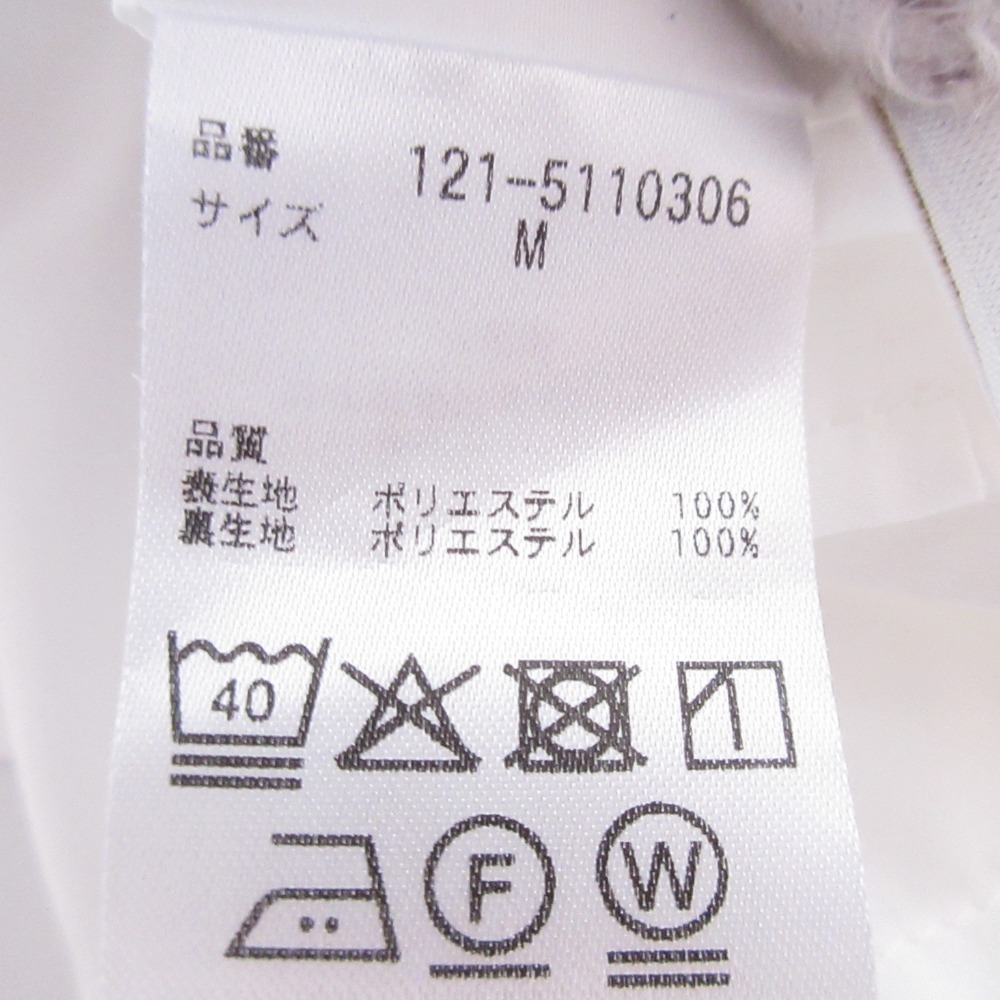 品番 121-5110306
サイズ M
品質
表生地 ポリエステル 100%
裏生地 ポリエステル 100%
40
F W